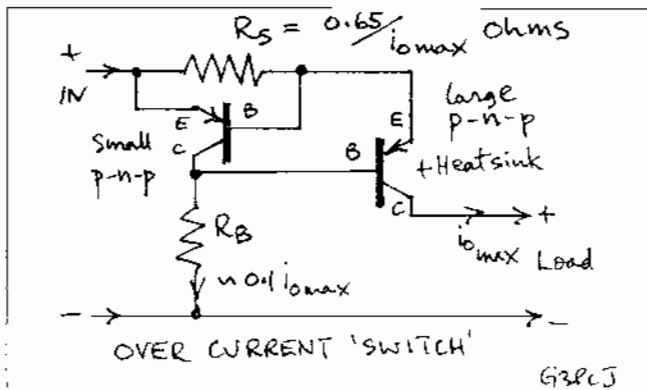 Rs = 0.65/iomax ohms
+
IN
E
B
C
Small
p-n-p
Large
p-n-p
E
B
+Heatsink
C
+
iomax Load
RB
~0.1 iomax
-
-
OVER CURRENT 'SWITCH'
G3PCJ